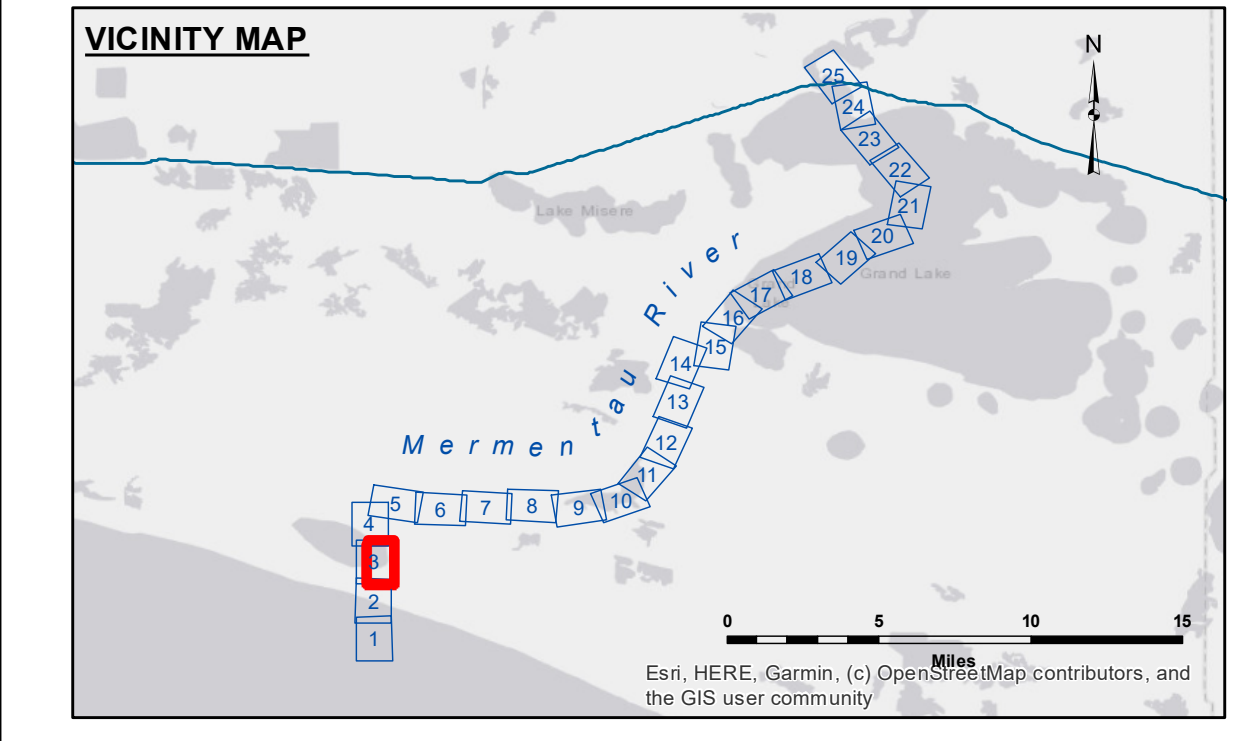 VICINITY MAP
N
25
24
23
22
Lake Misere
21
20
19
Grand Lake
18
17
16
15
14
13
Mermentau River
12
11
5
6
7
8
9
10
4
3
2
1
0 5 10 15
Miles
Esri, HERE, Garmin, (c) OpenStreetMap contributors, and
the GIS user community